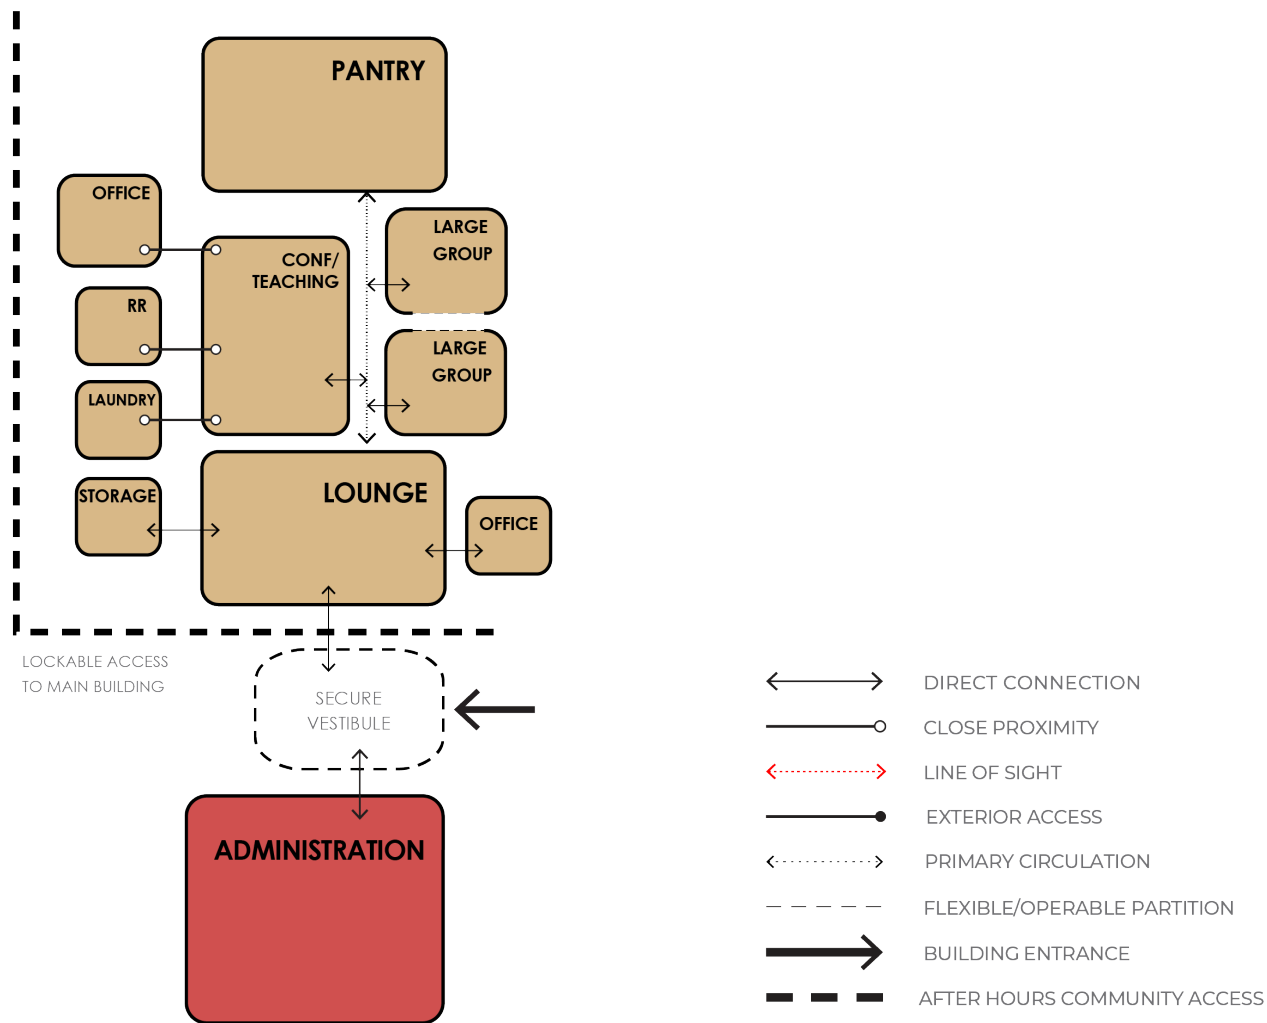 PANTRY
OFFICE
LARGE
GROUP
CONF/
TEACHING
RR
LARGE
GROUP
LAUNDRY
STORAGE
LOUNGE
OFFICE
LOCKABLE ACCESS
TO MAIN BUILDING
SECURE
VESTIBULE
ADMINISTRATION
DIRECT CONNECTION
CLOSE PROXIMITY
LINE OF SIGHT
EXTERIOR ACCESS
PRIMARY CIRCULATION
FLEXIBLE/OPERABLE PARTITION
BUILDING ENTRANCE
AFTER HOURS COMMUNITY ACCESS